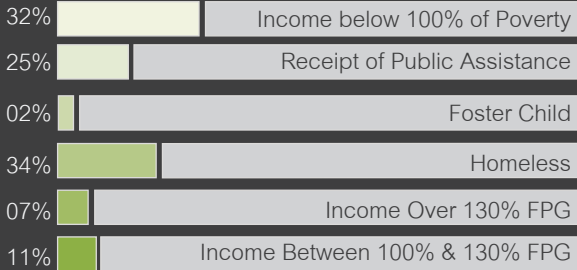 32% Income below 100% of Poverty
25% Receipt of Public Assistance
02% Foster Child
34% Homeless
07% Income Over 130% FPG
11% Income Between 100% & 130% FPG